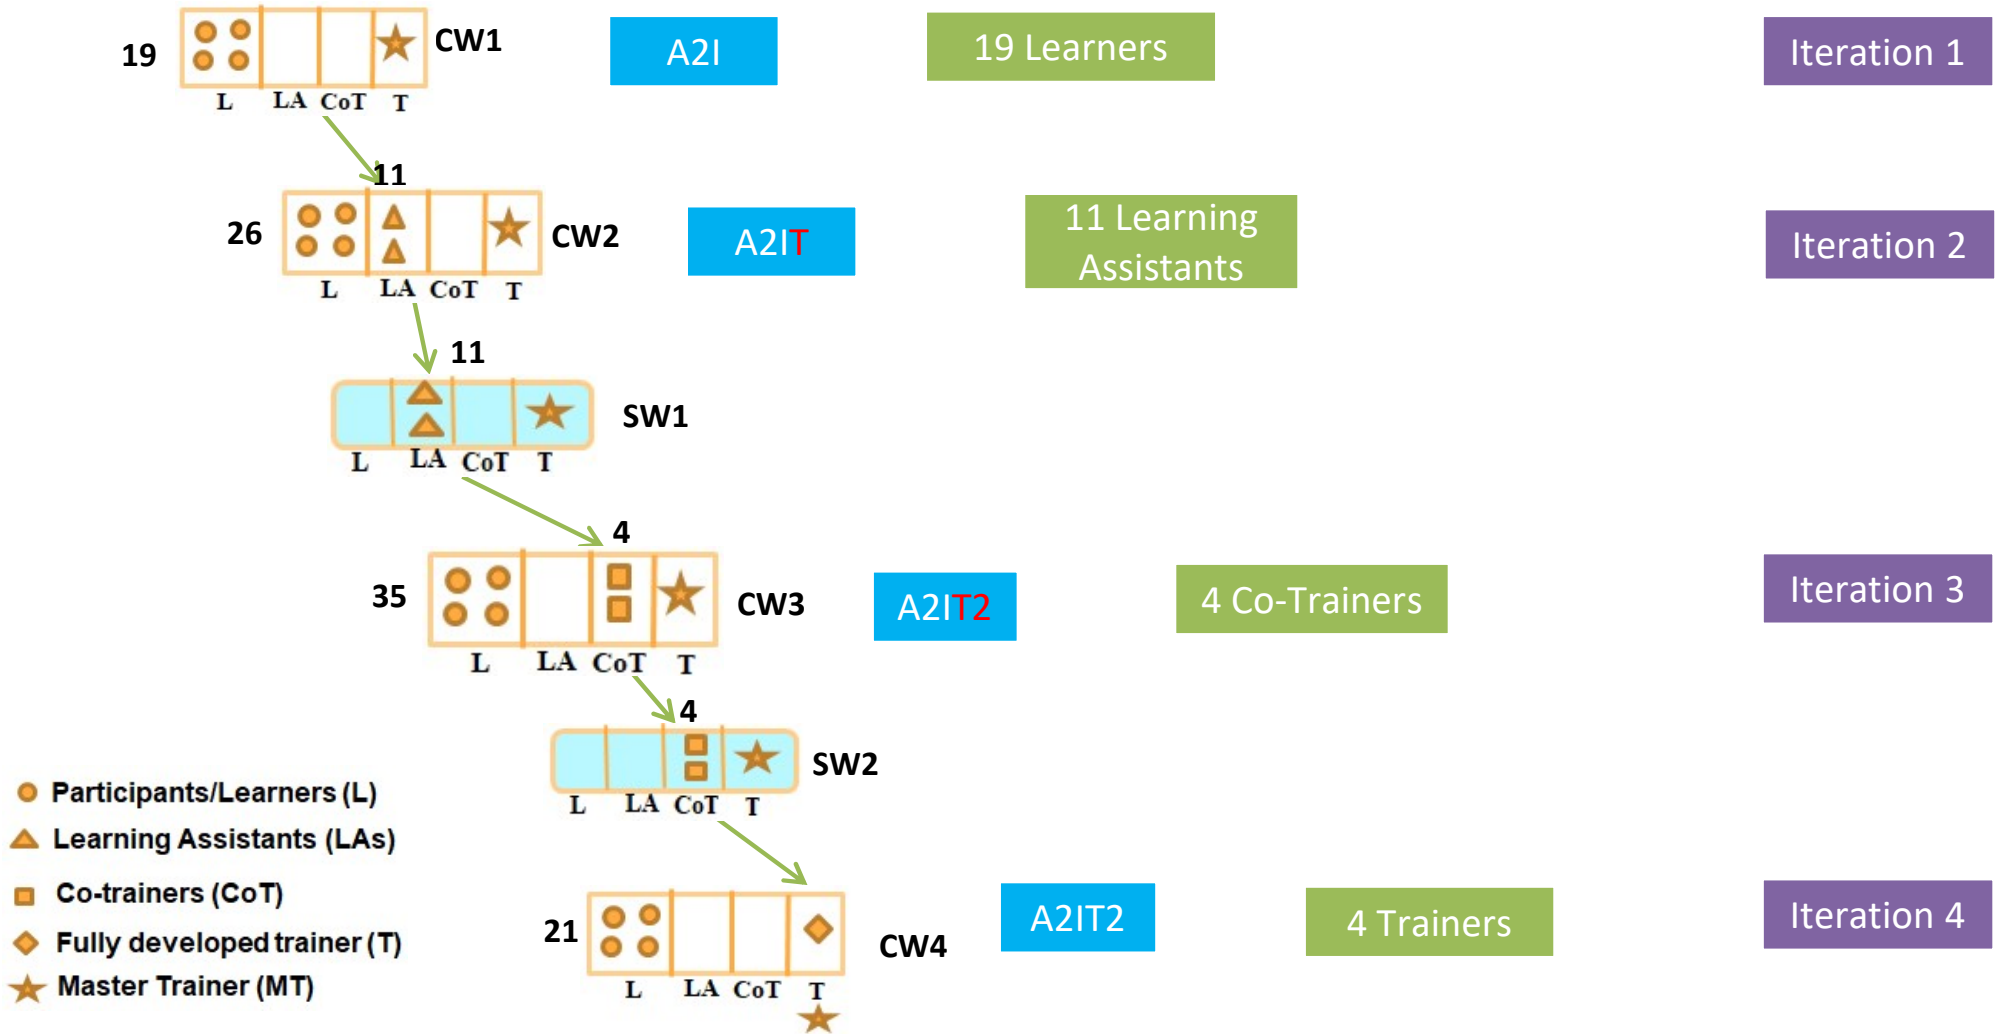 19
CW1
L LA CoT T
A2I
19 Learners
Iteration 1
11
26
CW2
L LA CoT T
A2IT
11 Learning
Assistants
Iteration 2
11
SW1
L LA CoT T
4
35
CW3
L LA CoT T
A2IT2
4 Co-Trainers
Iteration 3
4
SW2
L LA CoT T
21
CW4
L LA CoT T
A2IT2
4 Trainers
Iteration 4
Participants/Learners (L)
Learning Assistants (LAs)
Co-trainers (CoT)
Fully developed trainer (T)
Master Trainer (MT)